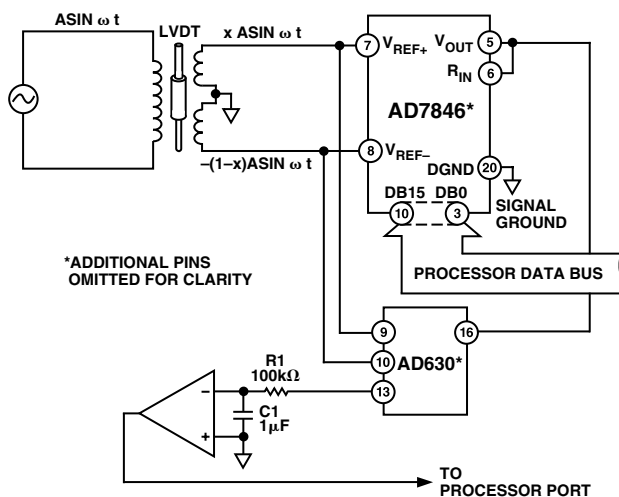 ASIN ω t
LVDT
x ASIN ω t
–(1–x)ASIN ω t
7
VREF+
VOUT
5
RIN
6
AD7846*
8
VREF–
DGND
20
DB15
DB0
10
3
SIGNAL
GROUND
*ADDITIONAL PINS
OMITTED FOR CLARITY
PROCESSOR DATA BUS
9
16
10
AD630*
13
R1
100kΩ
C1
1μF
–
+
TO
PROCESSOR PORT